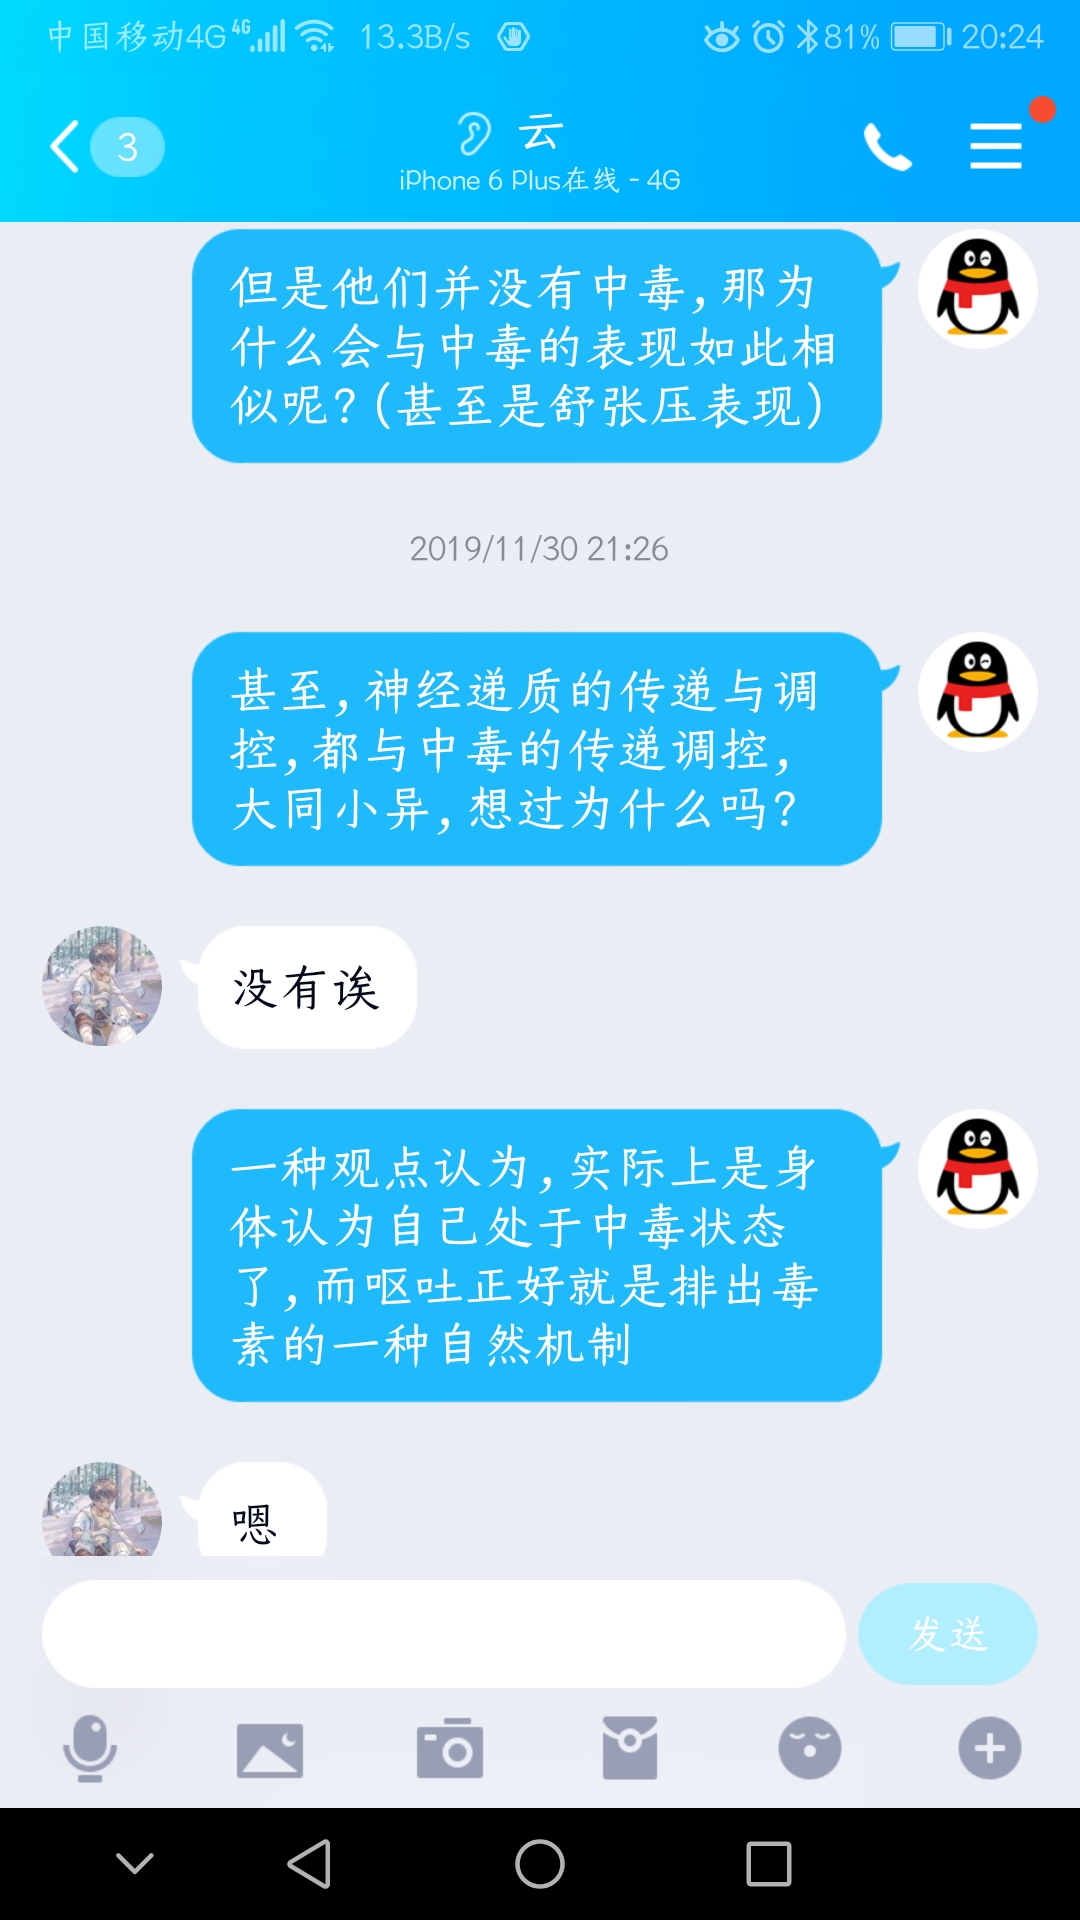 中国移动4G 4G 13.3B/s 81% 20:24
3
云
iPhone 6 Plus在线 - 4G
但是他们并没有中毒,那为
什么会与中毒的表现如此相
似呢?(甚至是舒张压表现)
2019/11/30 21:26
甚至,神经递质的传递与调
控,都与中毒的传递调控,
大同小异,想过为什么吗?
没有诶
一种观点认为,实际上是身
体认为自己处于中毒状态
了,而呕吐正好就是排出毒
素的一种自然机制
嗯
发送